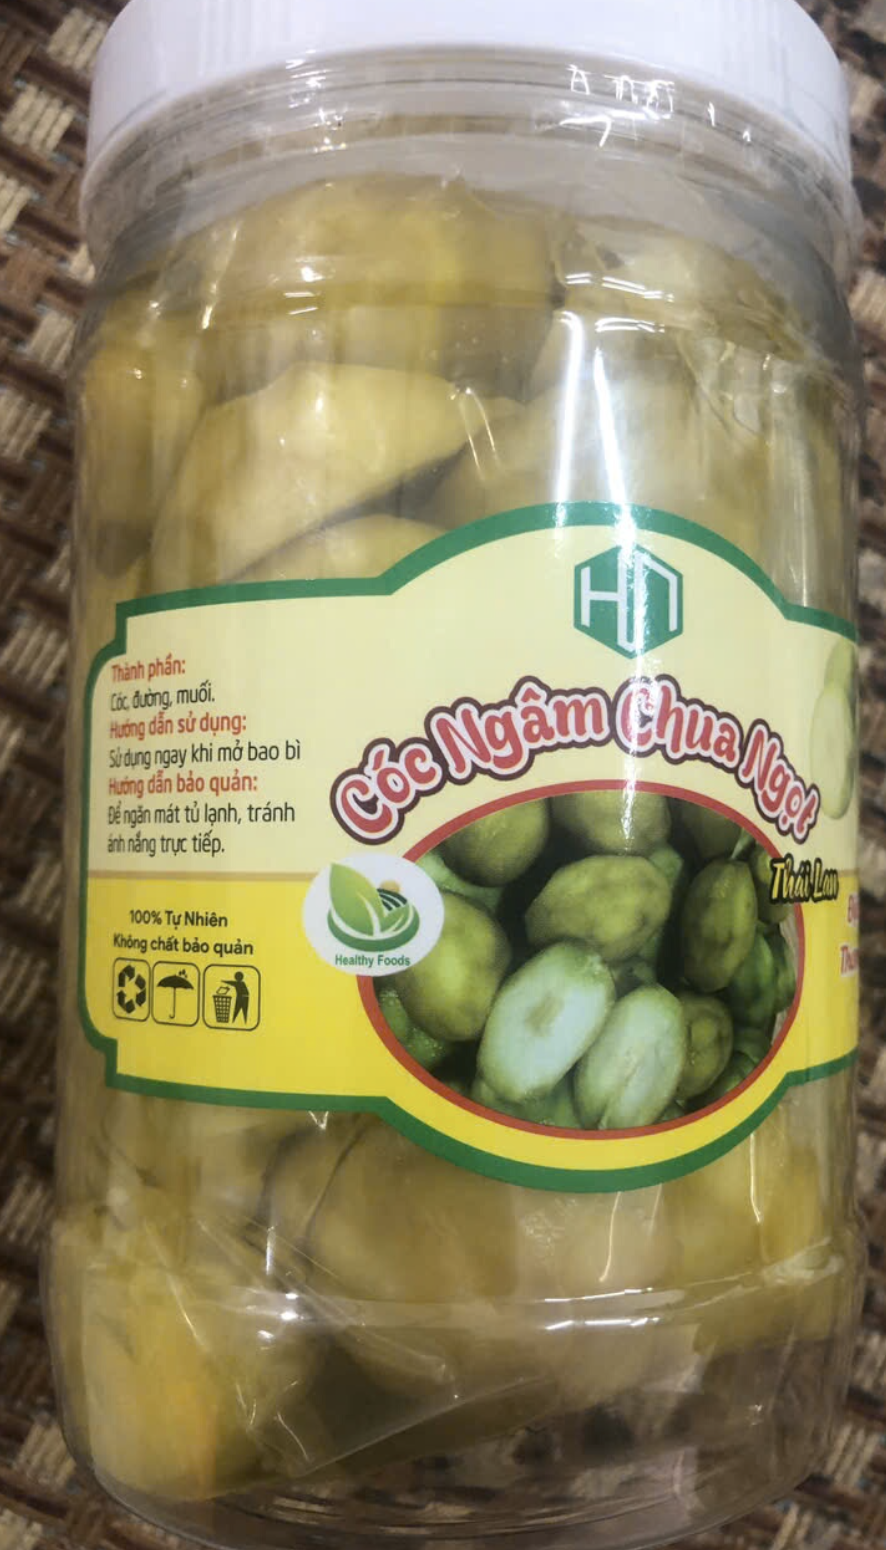 HN
Cóc Ngâm Chua Ngọt
Thái Lan
Thành phần:
Cóc, đường, muối.
Hướng dẫn sử dụng:
Sử dụng ngay khi mở bao bì
Hướng dẫn bảo quản:
Để ngăn mát tủ lạnh, tránh
ánh nắng trực tiếp.
100% Tự Nhiên
Không chất bảo quản
Healthy Foods